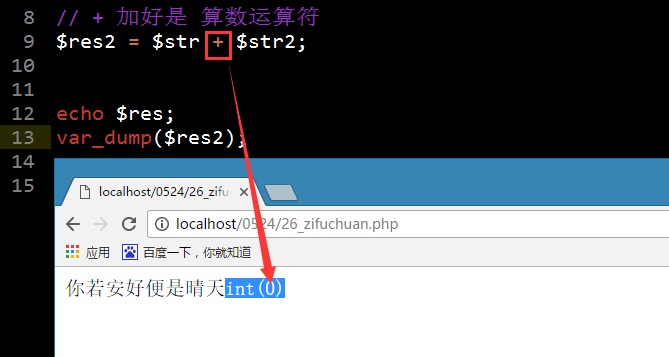 8 // + 加好是 算数运算符
9 $res2 = $str + $str2;
10
11
12 echo $res;
13 var_dump($res2);
14
15
localhost/0524/26_zifu
localhost/0524/26_zifuchuan.php
应用 百度一下，你就知道
你若安好便是晴天int(0)